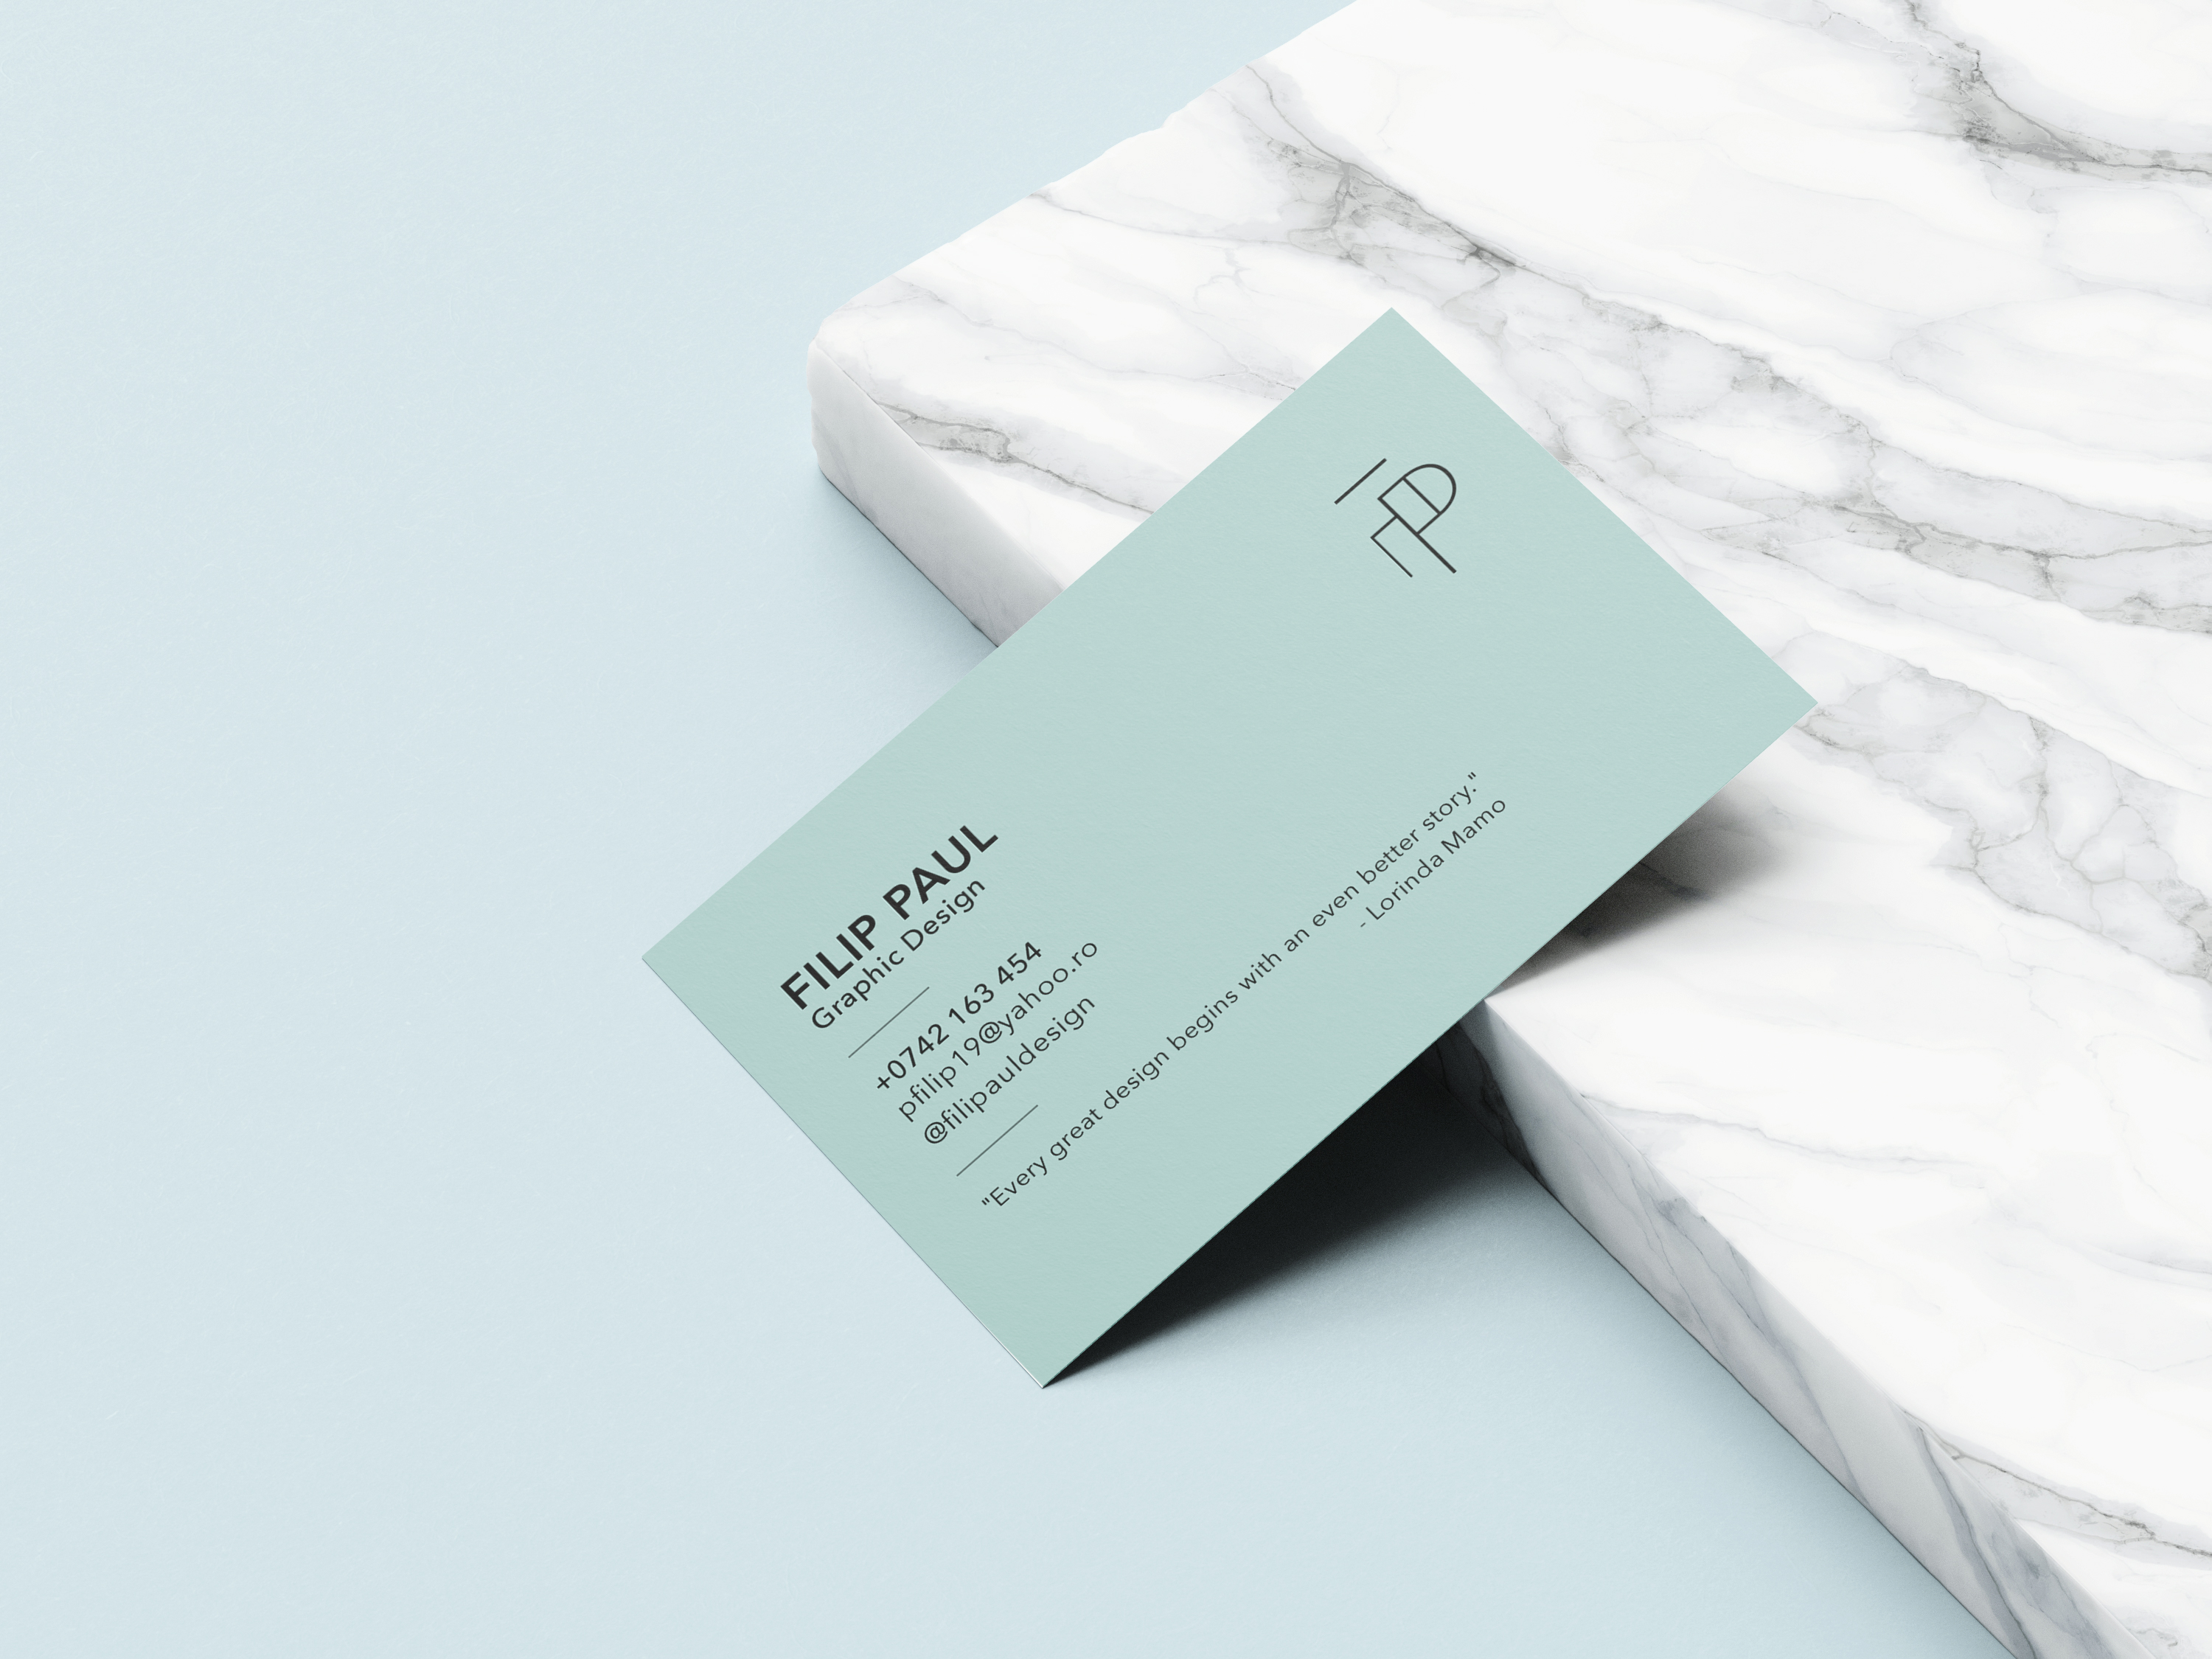 FILIP PAUL
Graphic Design
+0742 163 454
pfilip19@yahoo.ro
@filipauldesign
"Every great design begins with an even better story."
- Lorinda Mamo